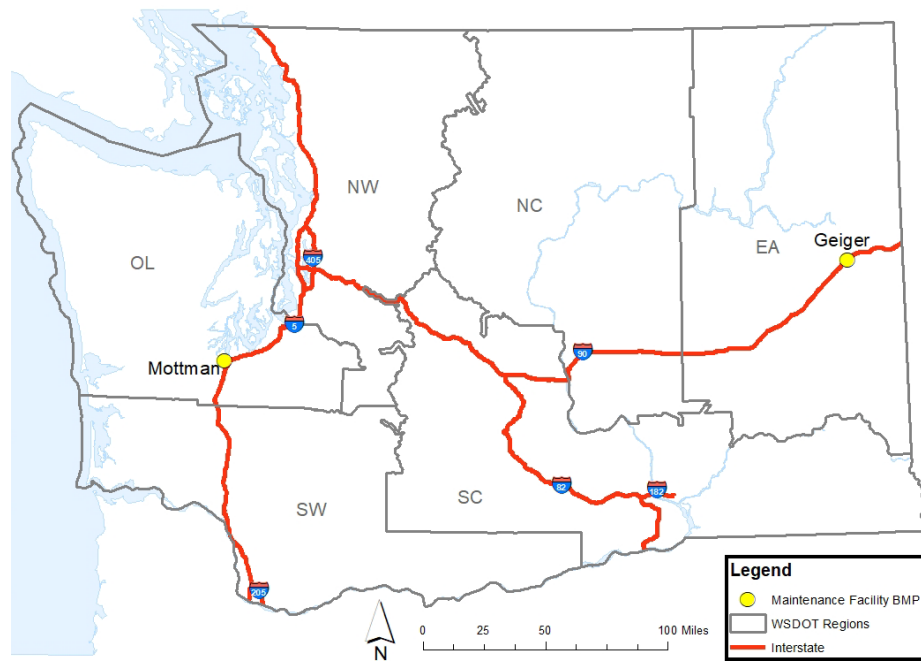 NW
NC
405
EA
Geiger
OL
5
90
Mottman
82
182
SC
SW
205
N
0 25 50 100 Miles
Legend
Maintenance Facility BMP
WSDOT Regions
Interstate